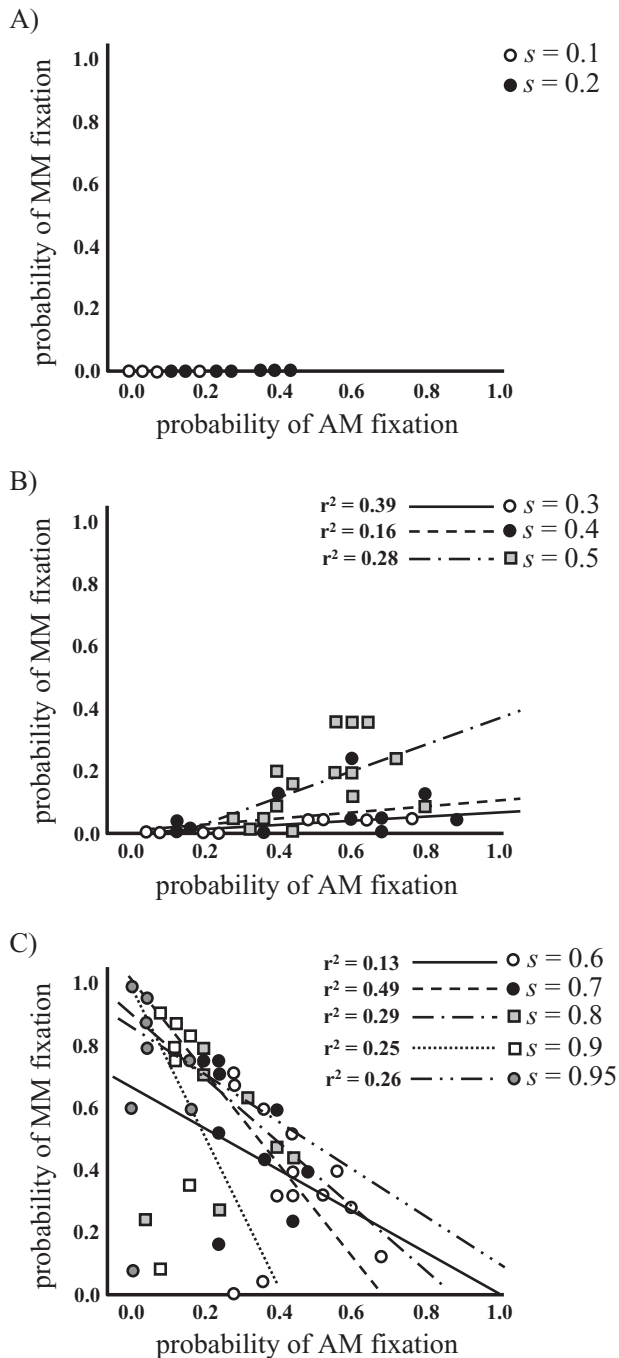 A)
1.0
0.8
0.6
0.4
0.2
0.0
probability of MM fixation
s = 0.1
s = 0.2
0.0 0.2 0.4 0.6 0.8 1.0
probability of AM fixation
B)
1.0
0.8
0.6
0.4
0.2
0.0
probability of MM fixation
r² = 0.39 s = 0.3
r² = 0.16 s = 0.4
r² = 0.28 s = 0.5
0.0 0.2 0.4 0.6 0.8 1.0
probability of AM fixation
C)
1.0
0.8
0.6
0.4
0.2
0.0
probability of MM fixation
r² = 0.13 s = 0.6
r² = 0.49 s = 0.7
r² = 0.29 s = 0.8
r² = 0.25 s = 0.9
r² = 0.26 s = 0.95
0.0 0.2 0.4 0.6 0.8 1.0
probability of AM fixation